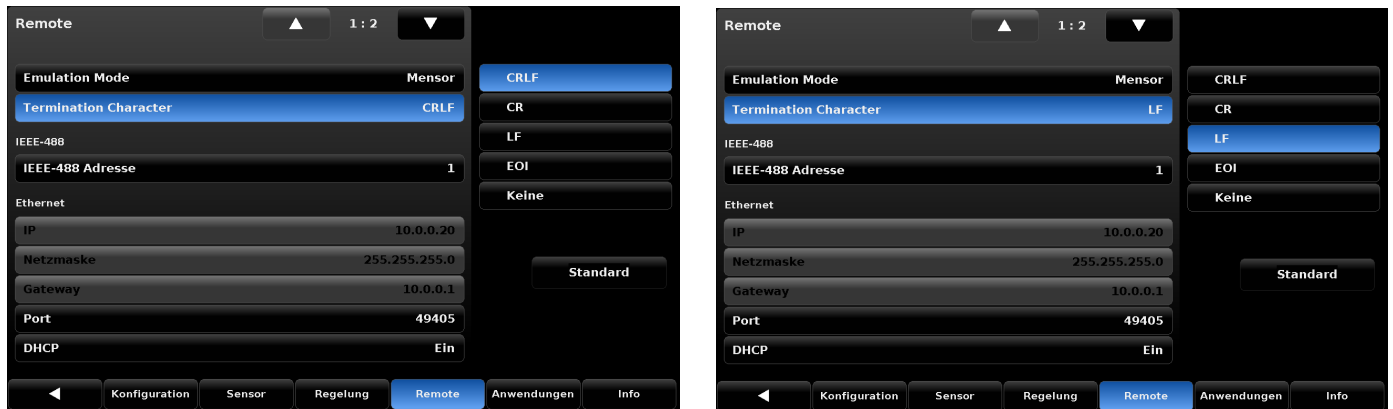 Remote 1 : 2
Emulation Mode Mensor
Termination Character CRLF
IEEE-488
IEEE-488 Adresse 1
Ethernet
IP 10.0.0.20
Netzmaske 255.255.255.0
Gateway 10.0.0.1
Port 49405
DHCP Ein
CRLF
CR
LF
EOI
Keine
Standard
Konfiguration Sensor Regelung Remote Anwendungen Info
Remote 1 : 2
Emulation Mode Mensor
Termination Character LF
IEEE-488
IEEE-488 Adresse 1
Ethernet
IP 10.0.0.20
Netzmaske 255.255.255.0
Gateway 10.0.0.1
Port 49405
DHCP Ein
CRLF
CR
LF
EOI
Keine
Standard
Konfiguration Sensor Regelung Remote Anwendungen Info